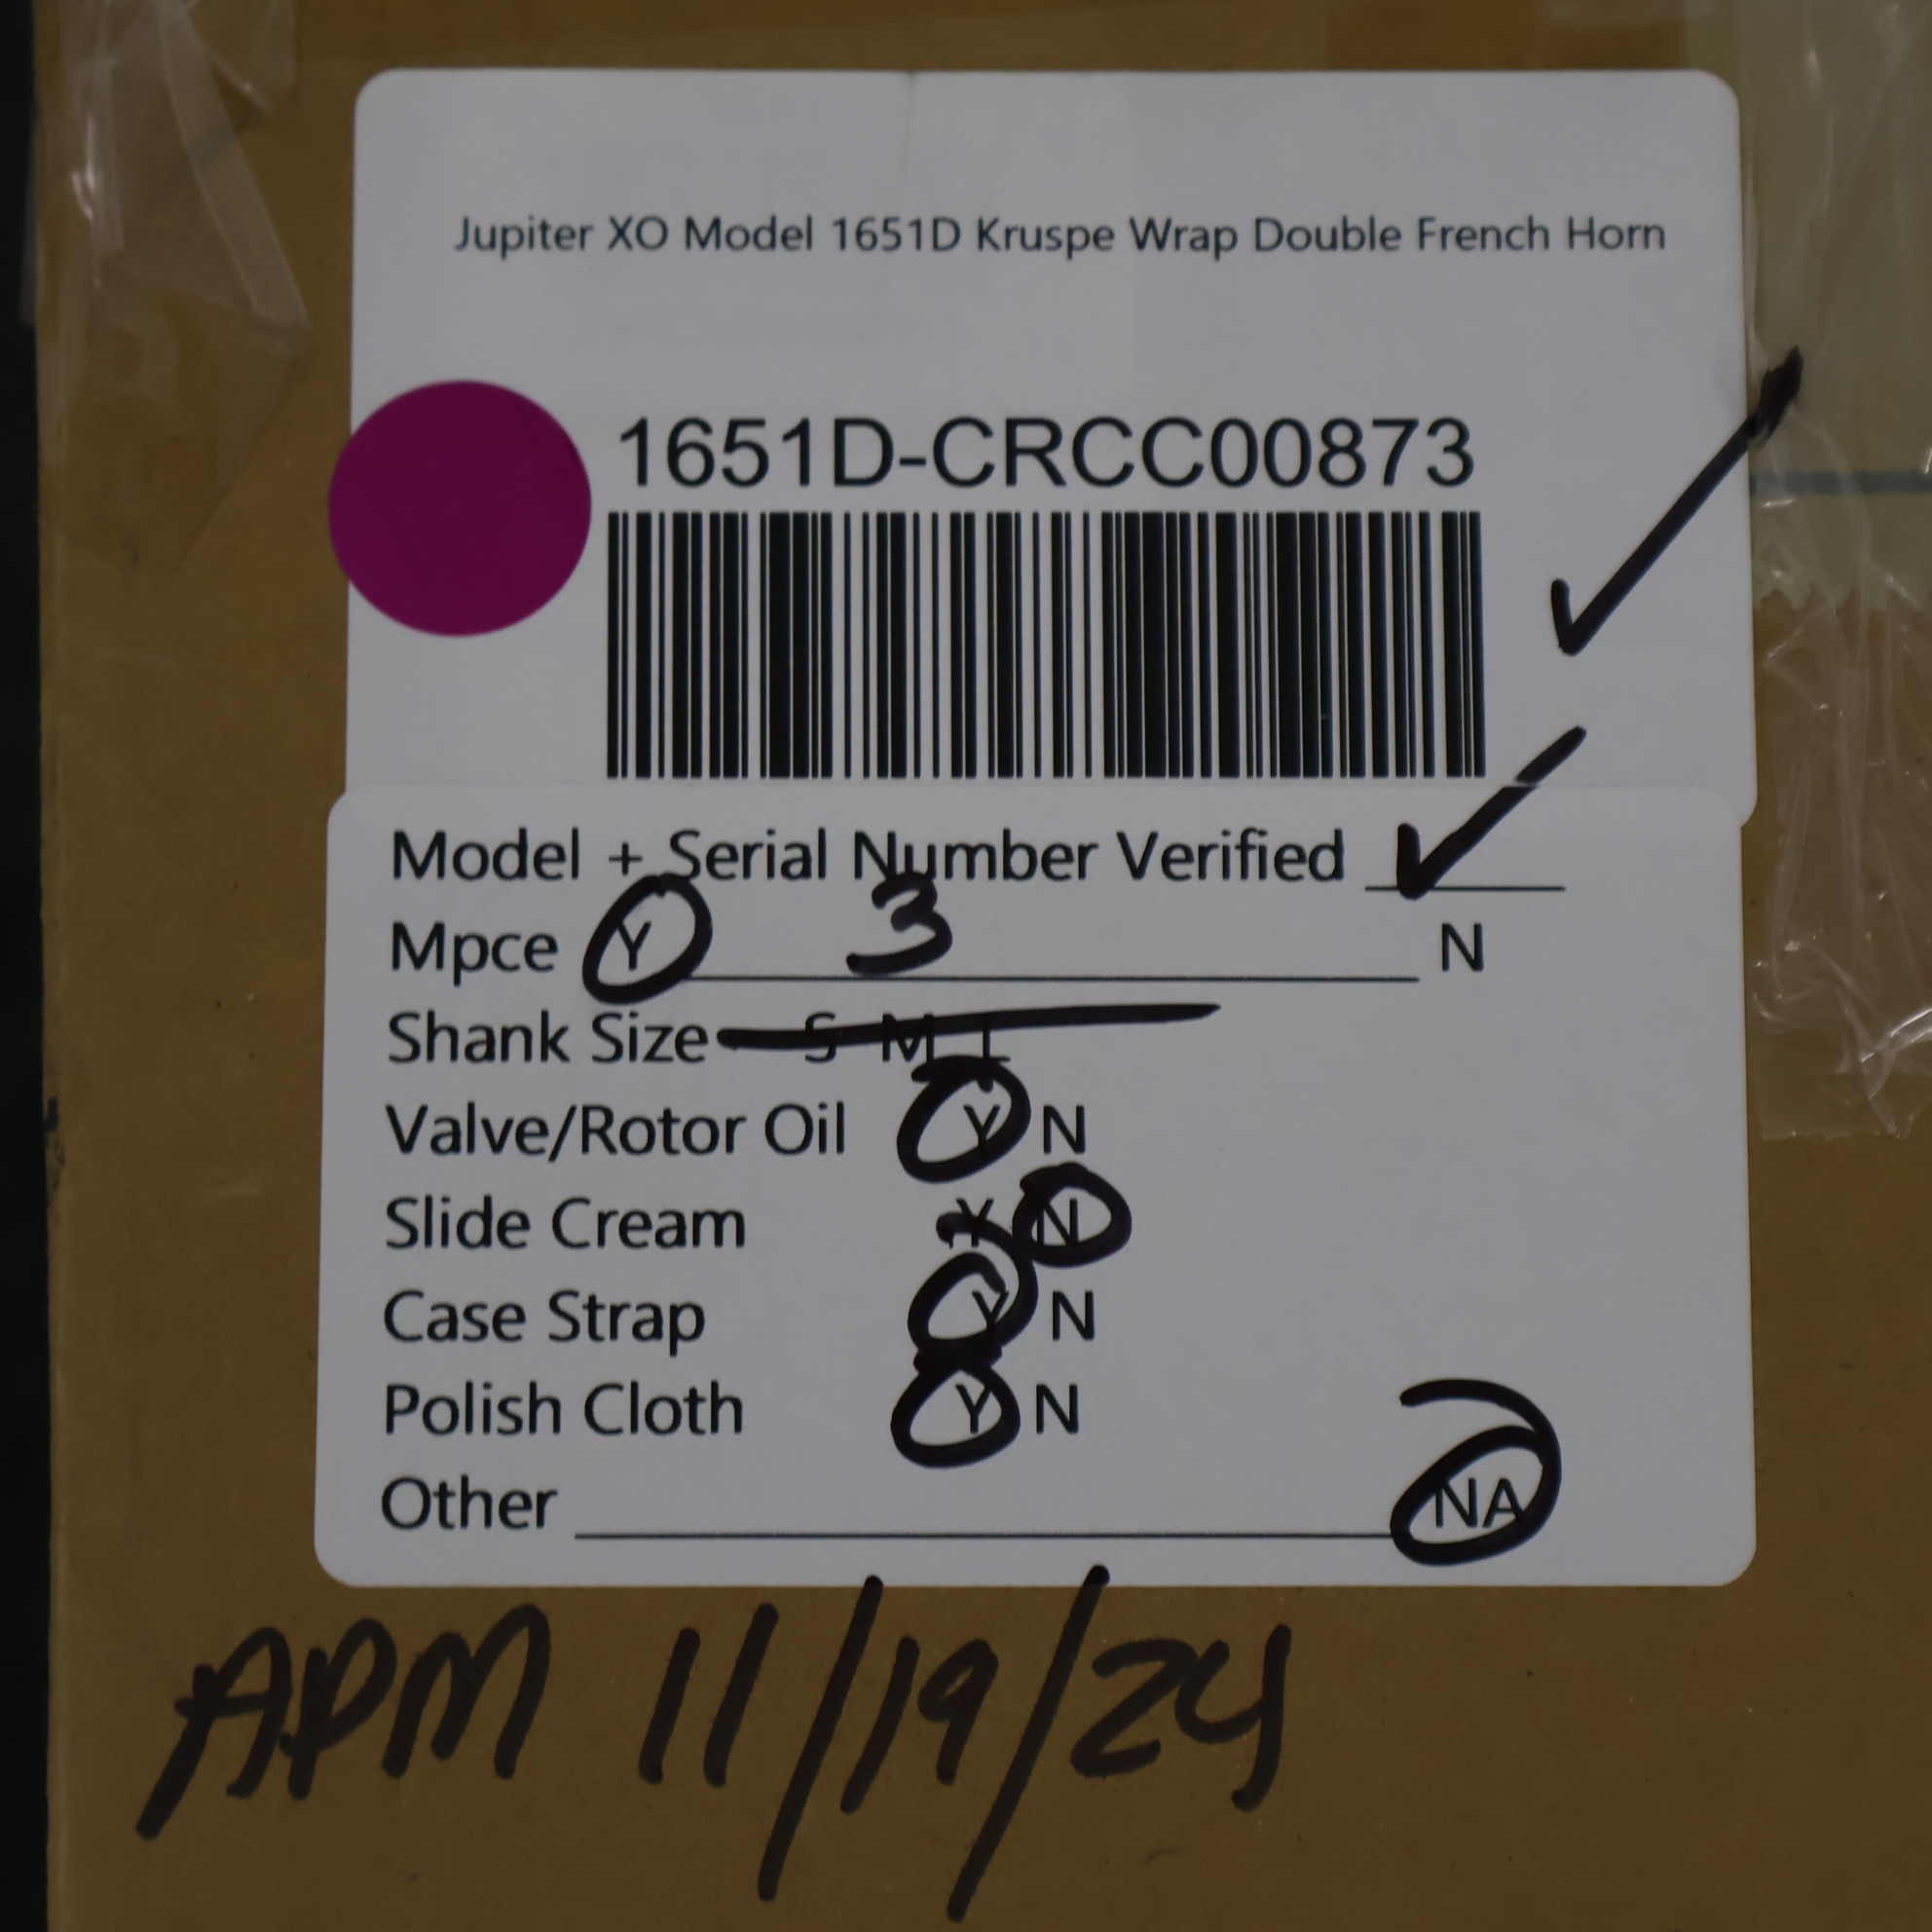 Jupiter XO Model 1651D Kruspe Wrap Double French Horn
1651D-CRCC00873
Model + Serial Number Verified ✓
Mpce Y 3 N
Shank Size S M L
Valve/Rotor Oil Y N
Slide Cream Y N
Case Strap Y N
Polish Cloth Y N
Other NA
APM 11/19/24